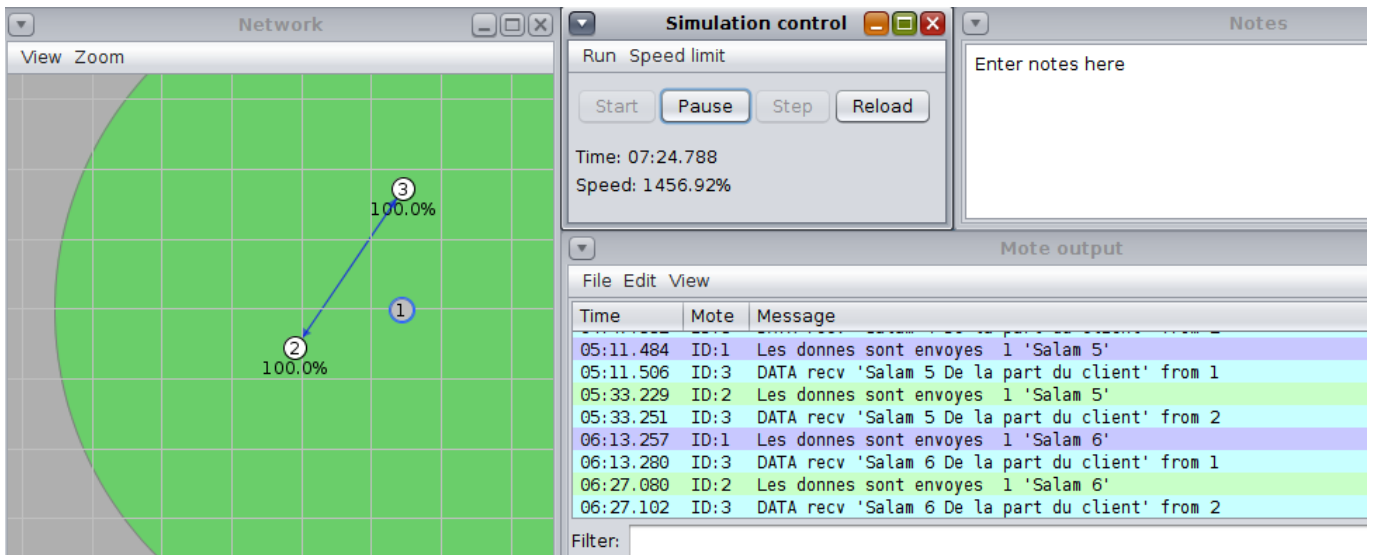 Network
View Zoom
3
100.0%
1
2
100.0%
Simulation control
Run Speed limit
Start Pause Step Reload
Time: 07:24.788
Speed: 1456.92%
Notes
Enter notes here
Mote output
File Edit View
Time Mote Message
05:11.484 ID:1 Les donnes sont envoyes 1 'Salam 5'
05:11.506 ID:3 DATA recv 'Salam 5 De la part du client' from 1
05:33.229 ID:2 Les donnes sont envoyes 1 'Salam 5'
05:33.251 ID:3 DATA recv 'Salam 5 De la part du client' from 2
06:13.257 ID:1 Les donnes sont envoyes 1 'Salam 6'
06:13.280 ID:3 DATA recv 'Salam 6 De la part du client' from 1
06:27.080 ID:2 Les donnes sont envoyes 1 'Salam 6'
06:27.102 ID:3 DATA recv 'Salam 6 De la part du client' from 2
Filter: